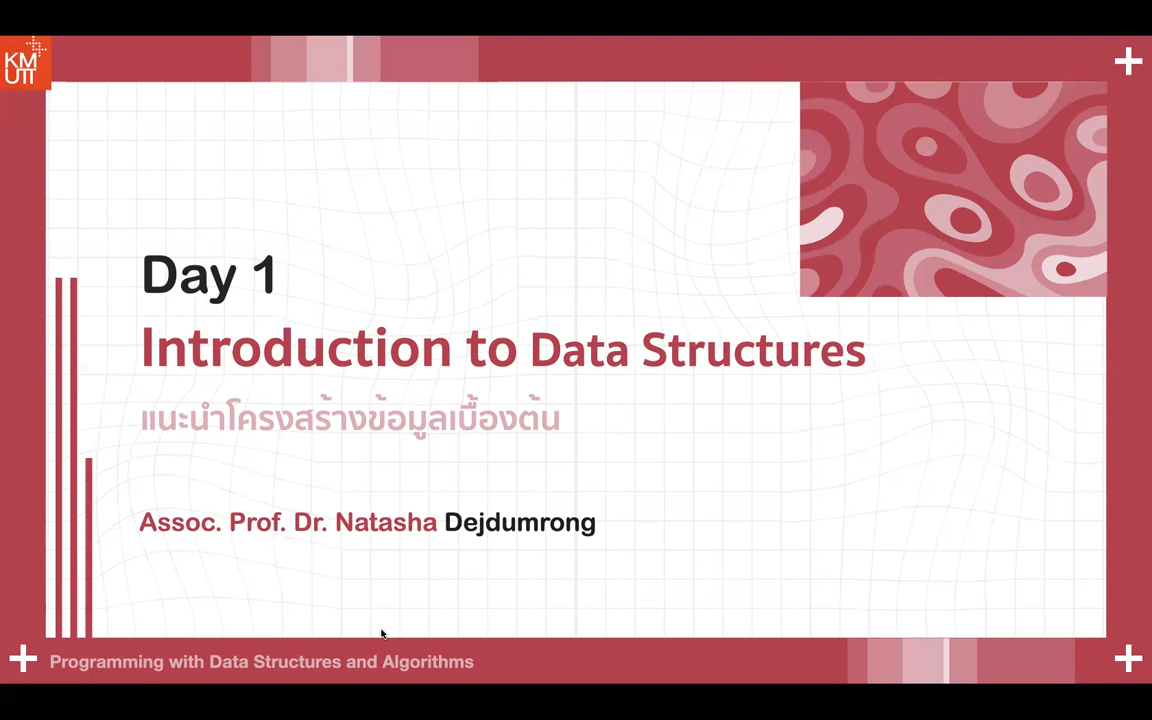 KM
UTT
Day 1
Introduction to Data Structures
แนะนำโครงสร้างข้อมูลเบื้องต้น
Assoc. Prof. Dr. Natasha Dejdumrong
Programming with Data Structures and Algorithms